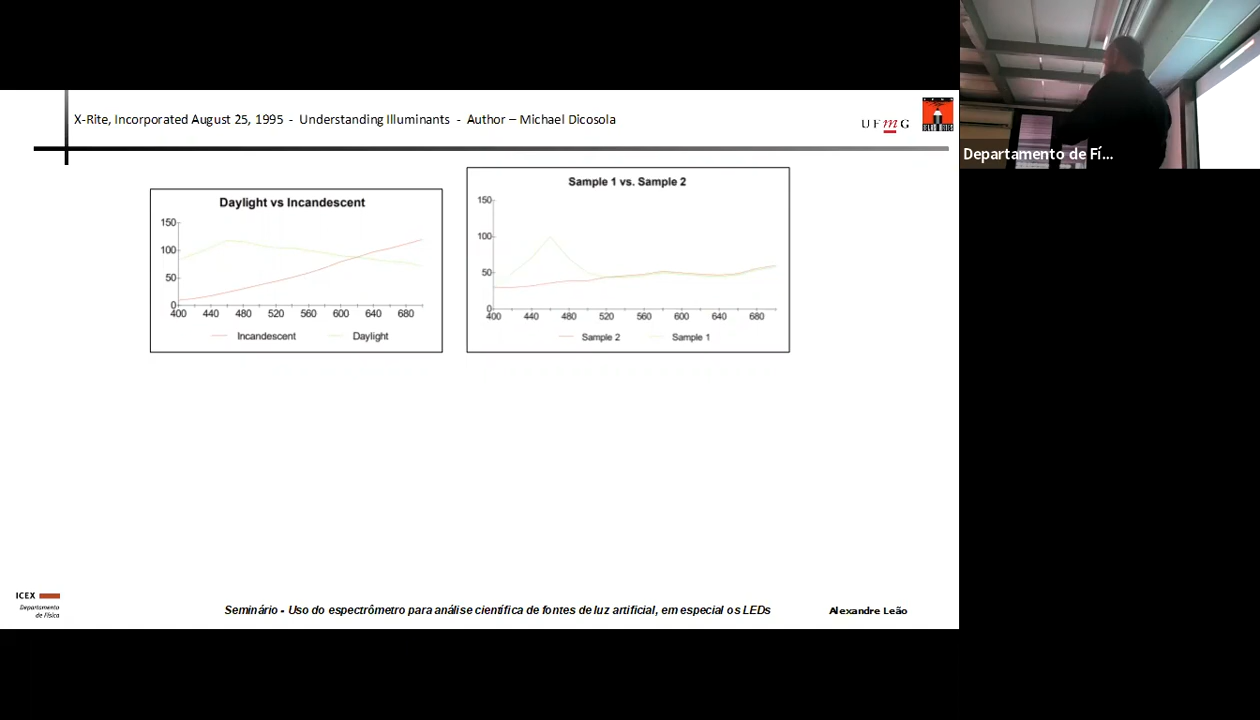 X-Rite, Incorporated August 25, 1995 - Understanding Illuminants - Author – Michael Dicosola
U F m G
Departamento de Fí...
Daylight vs Incandescent
150
100
50
0
400 440 480 520 560 600 640 680
Incandescent Daylight
Sample 1 vs. Sample 2
150
100
50
0
400 440 480 520 560 600 640 680
Sample 2 Sample 1
ICEX
Departamento
de Física
Seminário - Uso do espectrômetro para análise científica de fontes de luz artificial, em especial os LEDs
Alexandre Leão